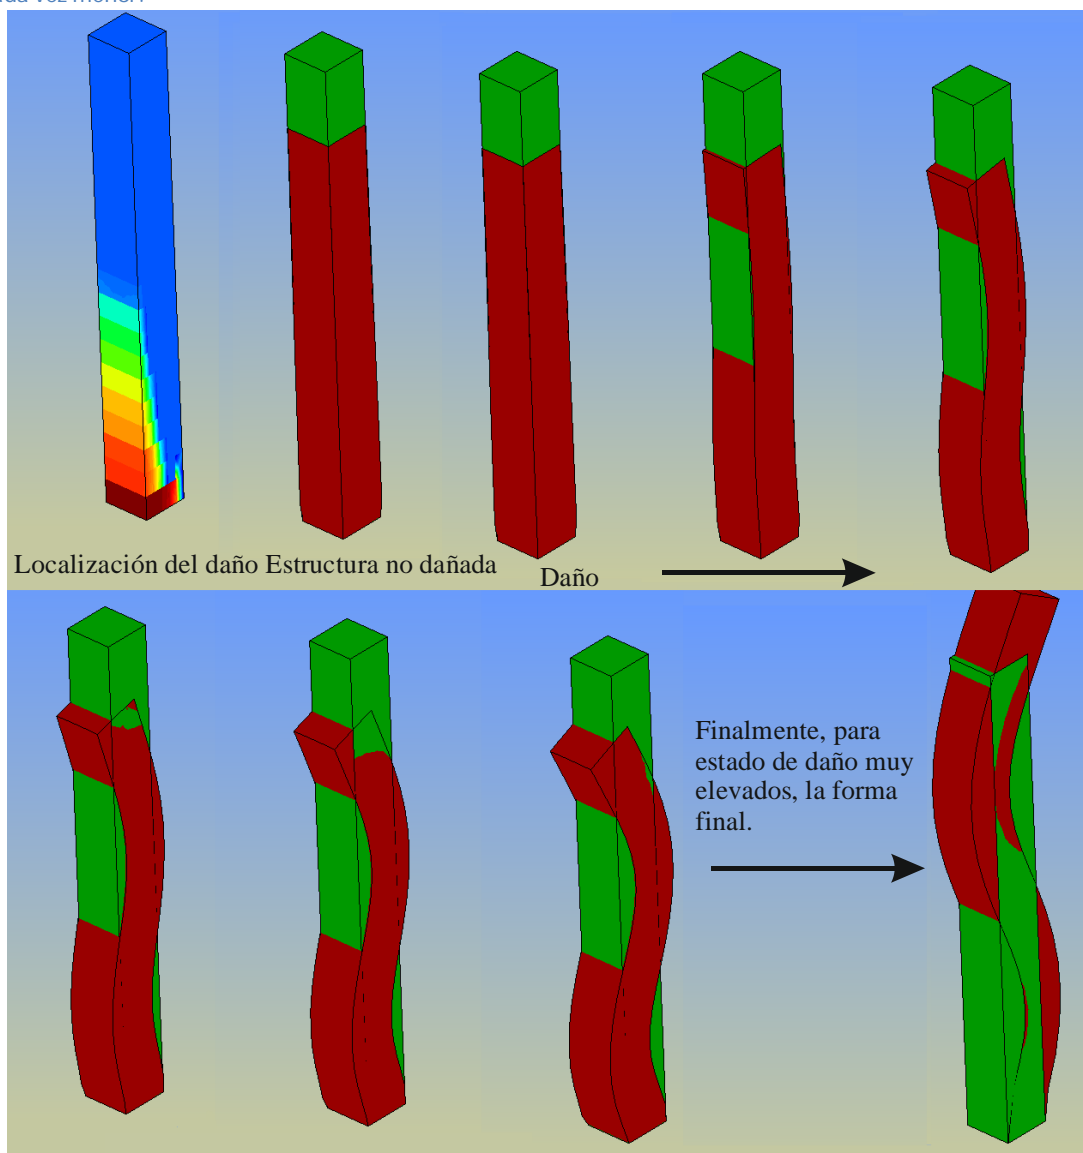 Localización del daño Estructura no dañada
Daño
Finalmente, para
estado de daño muy
elevados, la forma
final.